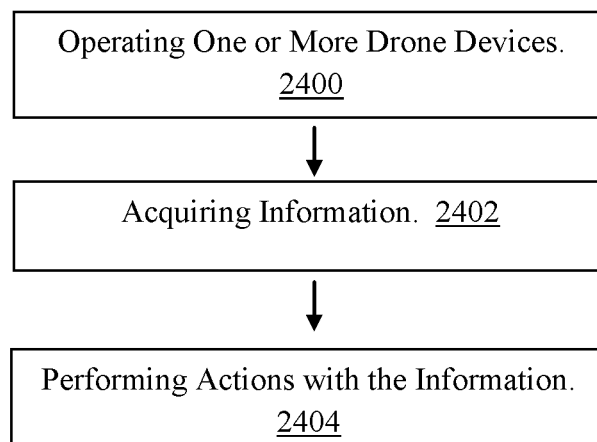 Operating One or More Drone Devices.
2400
Acquiring Information. 2402
Performing Actions with the Information.
2404